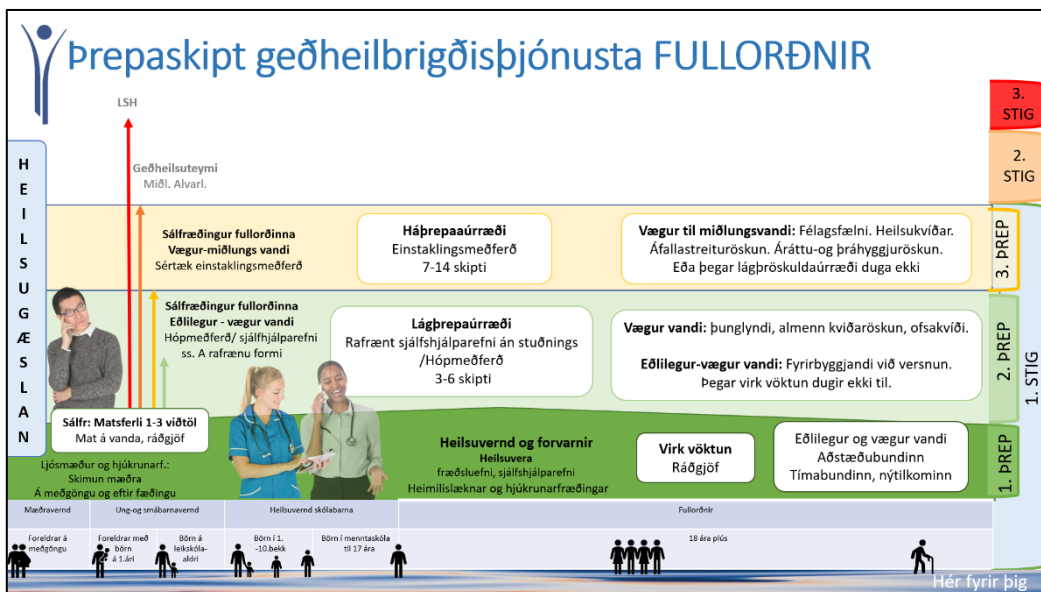 Þrepaskipt geðheilbrigðisþjónusta FULLORÐNIR
LSH
Geðheilsuteymi
Miðl. Alvarl.
HEILSUGÆSLAN
Sálfræðingur fullorðinna
Vægur-miðlungs vandi
Sértæk einstaklingsmeðferð
Háþrepaaúrræði
Einstaklingsmeðferð
7-14 skipti
Vægur til miðlungsvandi: Félagsfælni. Heilsukvíðar.
Áfallastreituröskun. Áráttu-og þráhyggjuröskun.
Eða þegar lágþröskuldaúrræði duga ekki
Sálfræðingur fullorðinna
Eðlilegur - vægur vandi
Hópmeðferð/ sjálfhjálparefni
ss. A rafrænu formi
Lágþrepaúrræði
Rafrænt sjálfshjálparefni án stuðnings
/Hópmeðferð
3-6 skipti
Vægur vandi: þunglyndi, almenn kviðaröskun, ofsakvíði.
Eðlilegur-vægur vandi: Fyrirbyggjandi við versnun.
Þegar virk vöktun dugir ekki til.
Sálfr: Matsferli 1-3 viðtöl
Mat á vanda, ráðgjöf
Ljósmæður og hjúkrunarf.:
Skimun mæðra
Á meðgöngu og eftir fæðingu
Heilsuvernd og forvarnir
Heilsuvera
fræðsluefni, sjálfhjálparefni
Heimilislæknar og hjúkrunarfræðingar
Virk vöktun
Ráðgjöf
Eðlilegur og vægur vandi
Aðstæðubundinn
Tímabundinn, nýtilkominn
3.
STIG
2.
STIG
3. ÞREP
2. ÞREP
1. ÞREP
1. STIG
Mæðravernd
Ung-og smábarnavernd
Heilsuvernd skólabarna
Fullorðnir
Foreldrar á
meðgöngu
Foreldrar með
börn
á 1.ári
Börn á
leikskóla-
aldri
Börn í 1.
-10.bekk
Börn í menntaskóla
til 17 ára
18 ára plús
Hér fyrir þig